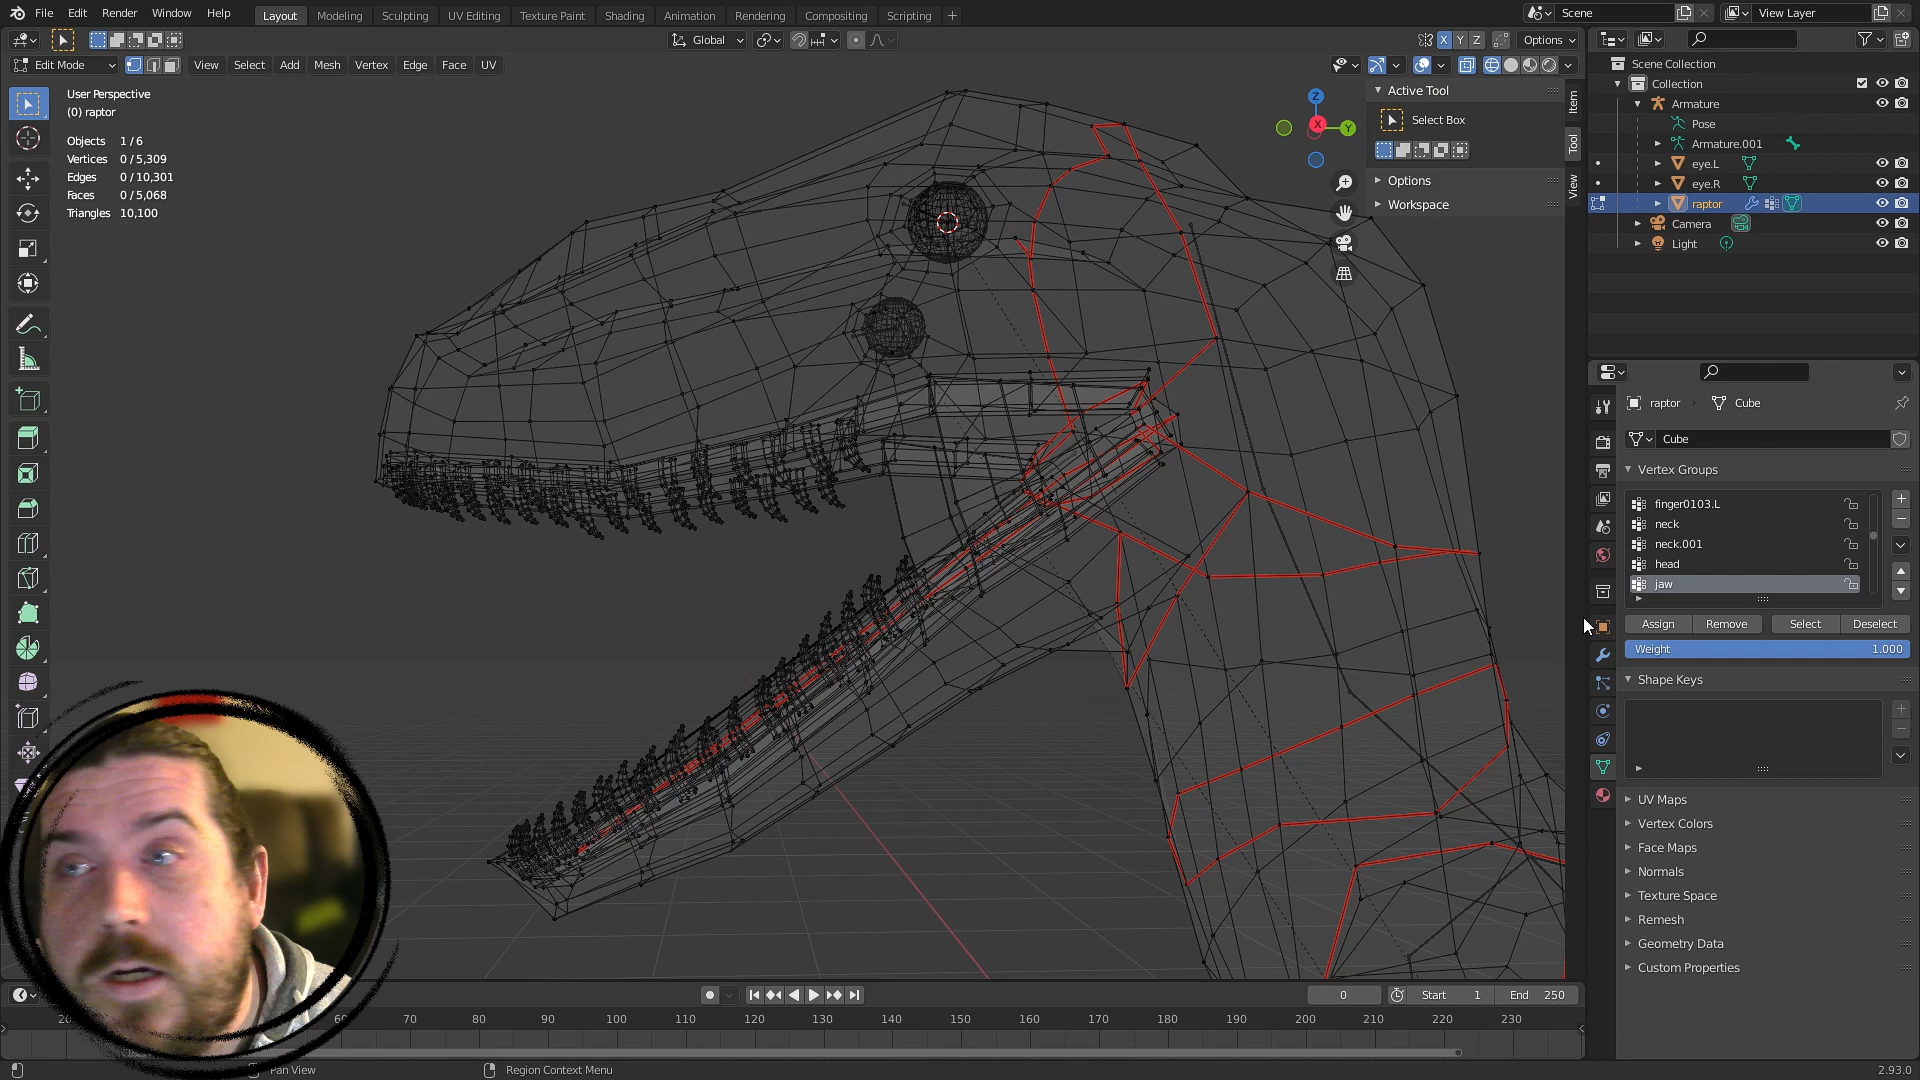 File Edit Render Window Help Layout Modeling Sculpting UV Editing Texture Paint Shading Animation Rendering Compositing Scripting + Scene View Layer
Global X Y Z Options
Edit Mode View Select Add Mesh Vertex Edge Face UV
User Perspective
(0) raptor
Objects 1 / 6
Vertices 0 / 5,309
Edges 0 / 10,301
Faces 0 / 5,068
Triangles 10,100
Z
X
Y
Active Tool
Select Box
Options
Workspace
Item
Tool
View
Scene Collection
Collection
Armature
Pose
Armature.001
eye.L
eye.R
raptor
Camera
Light
raptor Cube
Cube
Vertex Groups
finger0103.L
neck
neck.001
head
jaw
Assign Remove Select Deselect
Weight 1.000
Shape Keys
UV Maps
Vertex Colors
Face Maps
Normals
Texture Space
Remesh
Geometry Data
Custom Properties
0 Start 1 End 250
60 70 80 90 100 110 120 130 140 150 160 170 180 190 200 210 220 230
Pan View Region Context Menu 2.93.0